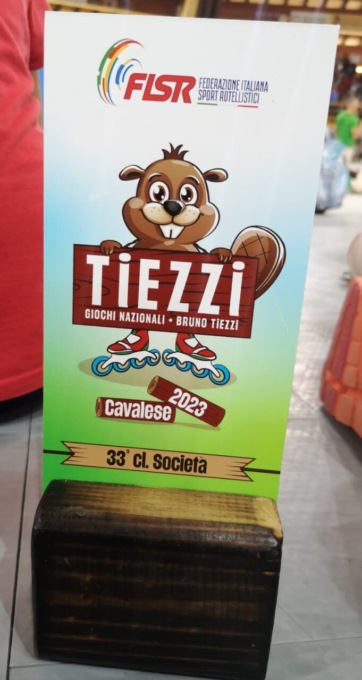 FISR
FEDERAZIONE ITALIANA
SPORT ROTELLISTICI
TiEZZi
GIOCHI NAZIONALI • BRUNO TIEZZI
Cavalese
2023
33° cl. Società